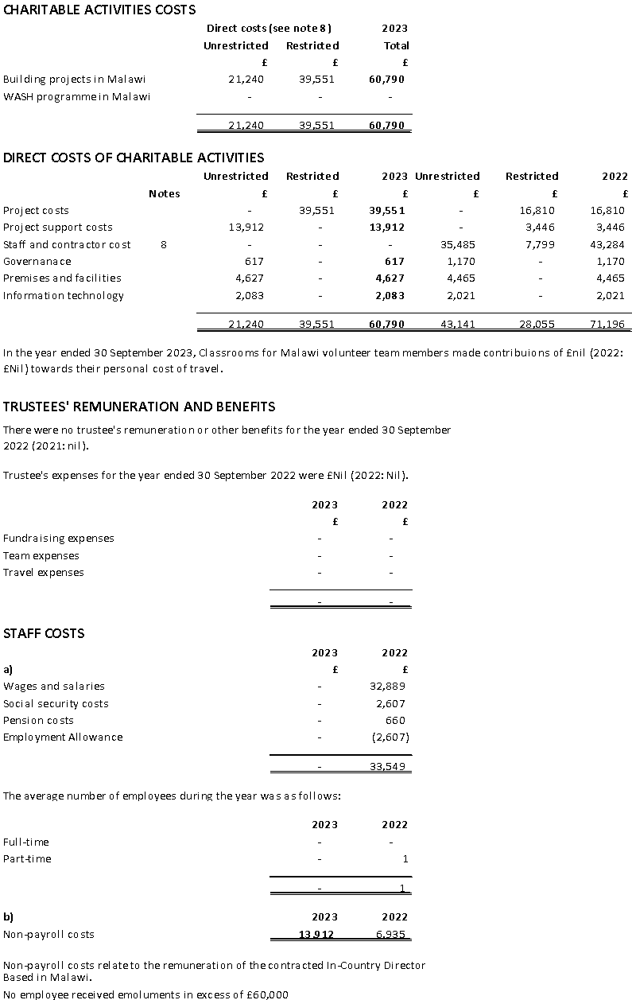 CHARITABLE ACTIVITIES COSTS
Direct costs (see note 8) 2023
Unrestricted Restricted Total
£ £ £
Building projects in Malawi 21,240 39,551 60,790
WASH programme in Malawi - - -
21,240 39,551 60,790
DIRECT COSTS OF CHARITABLE ACTIVITIES
Unrestricted Restricted 2023 Unrestricted Restricted 2022
Notes £ £ £ £ £ £
Project costs - 39,551 39,551 - 16,810 16,810
Project support costs 13,912 - 13,912 - 3,446 3,446
Staff and contractor cost 8 - - - 35,485 7,799 43,284
Governanace 617 - 617 1,170 - 1,170
Premises and facilities 4,627 - 4,627 4,465 - 4,465
Information technology 2,083 - 2,083 2,021 - 2,021
21,240 39,551 60,790 43,141 28,055 71,196
In the year ended 30 September 2023, Classrooms for Malawi volunteer team members made contribuions of £nil (2022:
£Nil) towards their personal cost of travel.
TRUSTEES' REMUNERATION AND BENEFITS
There were no trustee's remuneration or other benefits for the year ended 30 September
2022 (2021: nil).
Trustee's expenses for the year ended 30 September 2022 were £Nil (2022: Nil).
2023 2022
£ £
Fundraising expenses - -
Team expenses - -
Travel expenses - -
- -
STAFF COSTS
2023 2022
a) £ £
Wages and salaries - 32,889
Social security costs - 2,607
Pension costs - 660
Employment Allowance - (2,607)
- 33,549
The average number of employees during the year was as follows:
2023 2022
Full-time - -
Part-time - 1
- 1
b) 2023 2022
Non-payroll costs 13,912 6,935
Non-payroll costs relate to the remuneration of the contracted In-Country Director
Based in Malawi.
No employee received emoluments in excess of £60,000